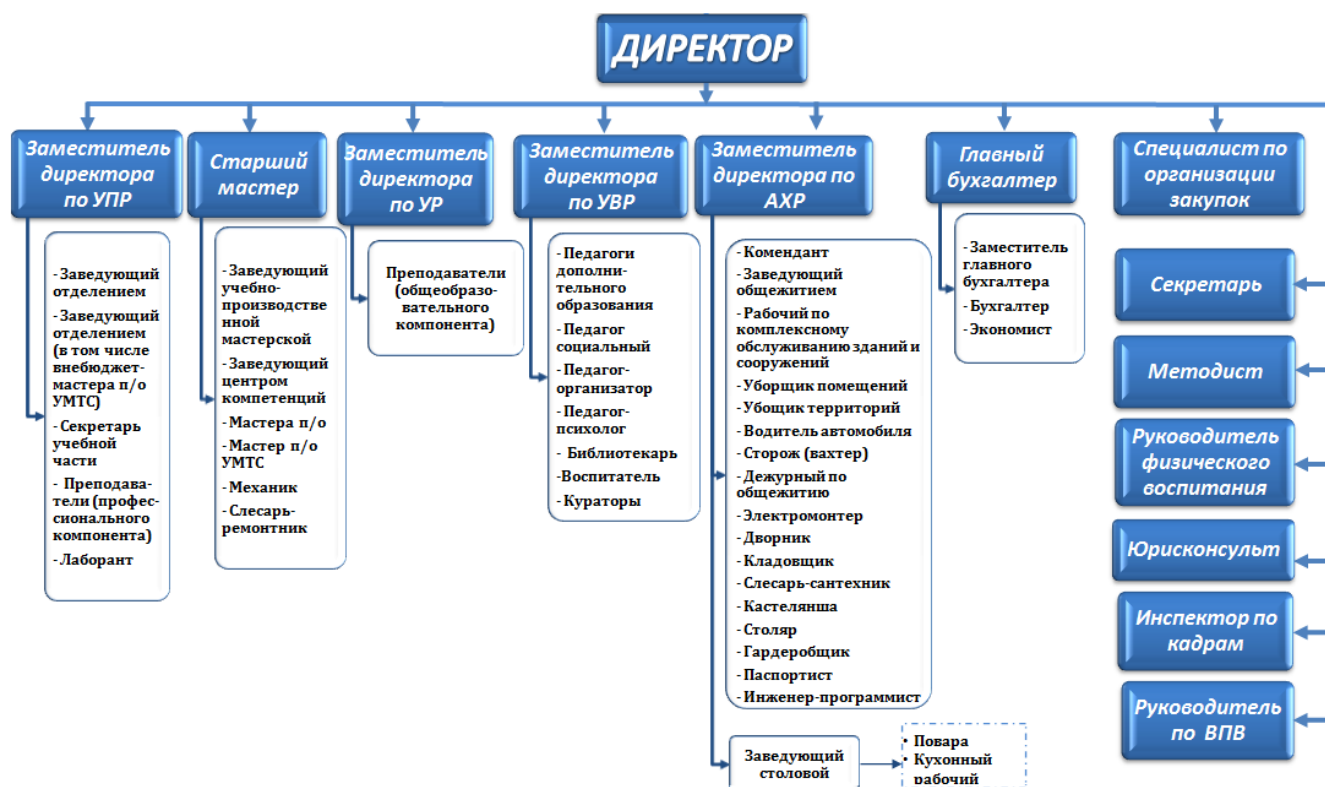 ДИРЕКТОР
Заместитель
директора
по УПР
Старший
мастер
Заместитель
директора
по УР
Заместитель
директора
по УВР
Заместитель
директора по
АХР
Главный
бухгалтер
Специалист по
организации
закупок
- Заведующий
отделением
- Заведующий
отделением
(в том числе
внебюджет-
мастера п/о
УМТС)
- Секретарь
учебной
части
- Преподава-
тели (профес-
сионального
компонента)
- Лаборант
- Заведующий
учебно-
производстве
нной
мастерской
- Заведующий
центром
компетенций
- Мастера п/о
- Мастер п/о
УМТС
- Механик
- Слесарь-
ремонтник
Преподаватели
(общеобразо-
вательного
компонента)
- Педагоги
дополни-
тельного
образования
- Педагог
социальный
- Педагог-
организатор
- Педагог-
психолог
- Библиотекарь
-Воспитатель
- Кураторы
- Комендант
- Заведующий
общежитием
- Рабочий по
комплексному
обслуживанию зданий и
сооружений
- Уборщик помещений
- Убощик территорий
- Водитель автомобиля
- Сторож (вахтер)
- Дежурный по
общежитию
- Электромонтер
- Дворник
- Кладовщик
- Слесарь-сантехник
- Кастелянша
- Столяр
- Гардеробщик
- Паспортист
- Инженер-программист
Заведующий
столовой
• Повара
• Кухонный
рабочий
- Заместитель
главного
бухгалтера
- Бухгалтер
- Экономист
Секретарь
Методист
Руководитель
физического
воспитания
Юрисконсульт
Инспектор по
кадрам
Руководитель
по ВПВ